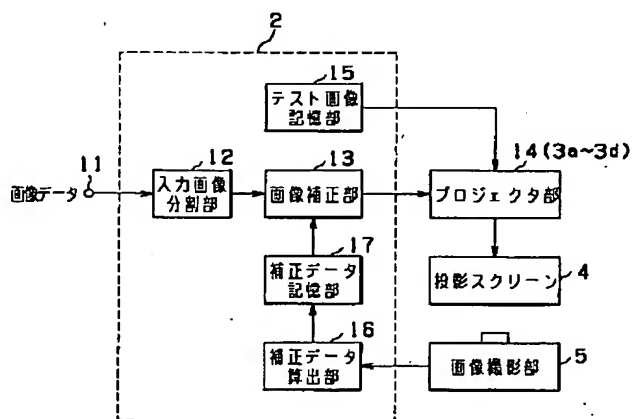 2
15
テスト画像
記憶部
11
12
13
14(3a~3d)
画像データ
入力画像
分割部
画像補正部
プロジェクタ部
17
補正データ
記憶部
投影スクリーン
4
16
補正データ
算出部
画像撮影部
5